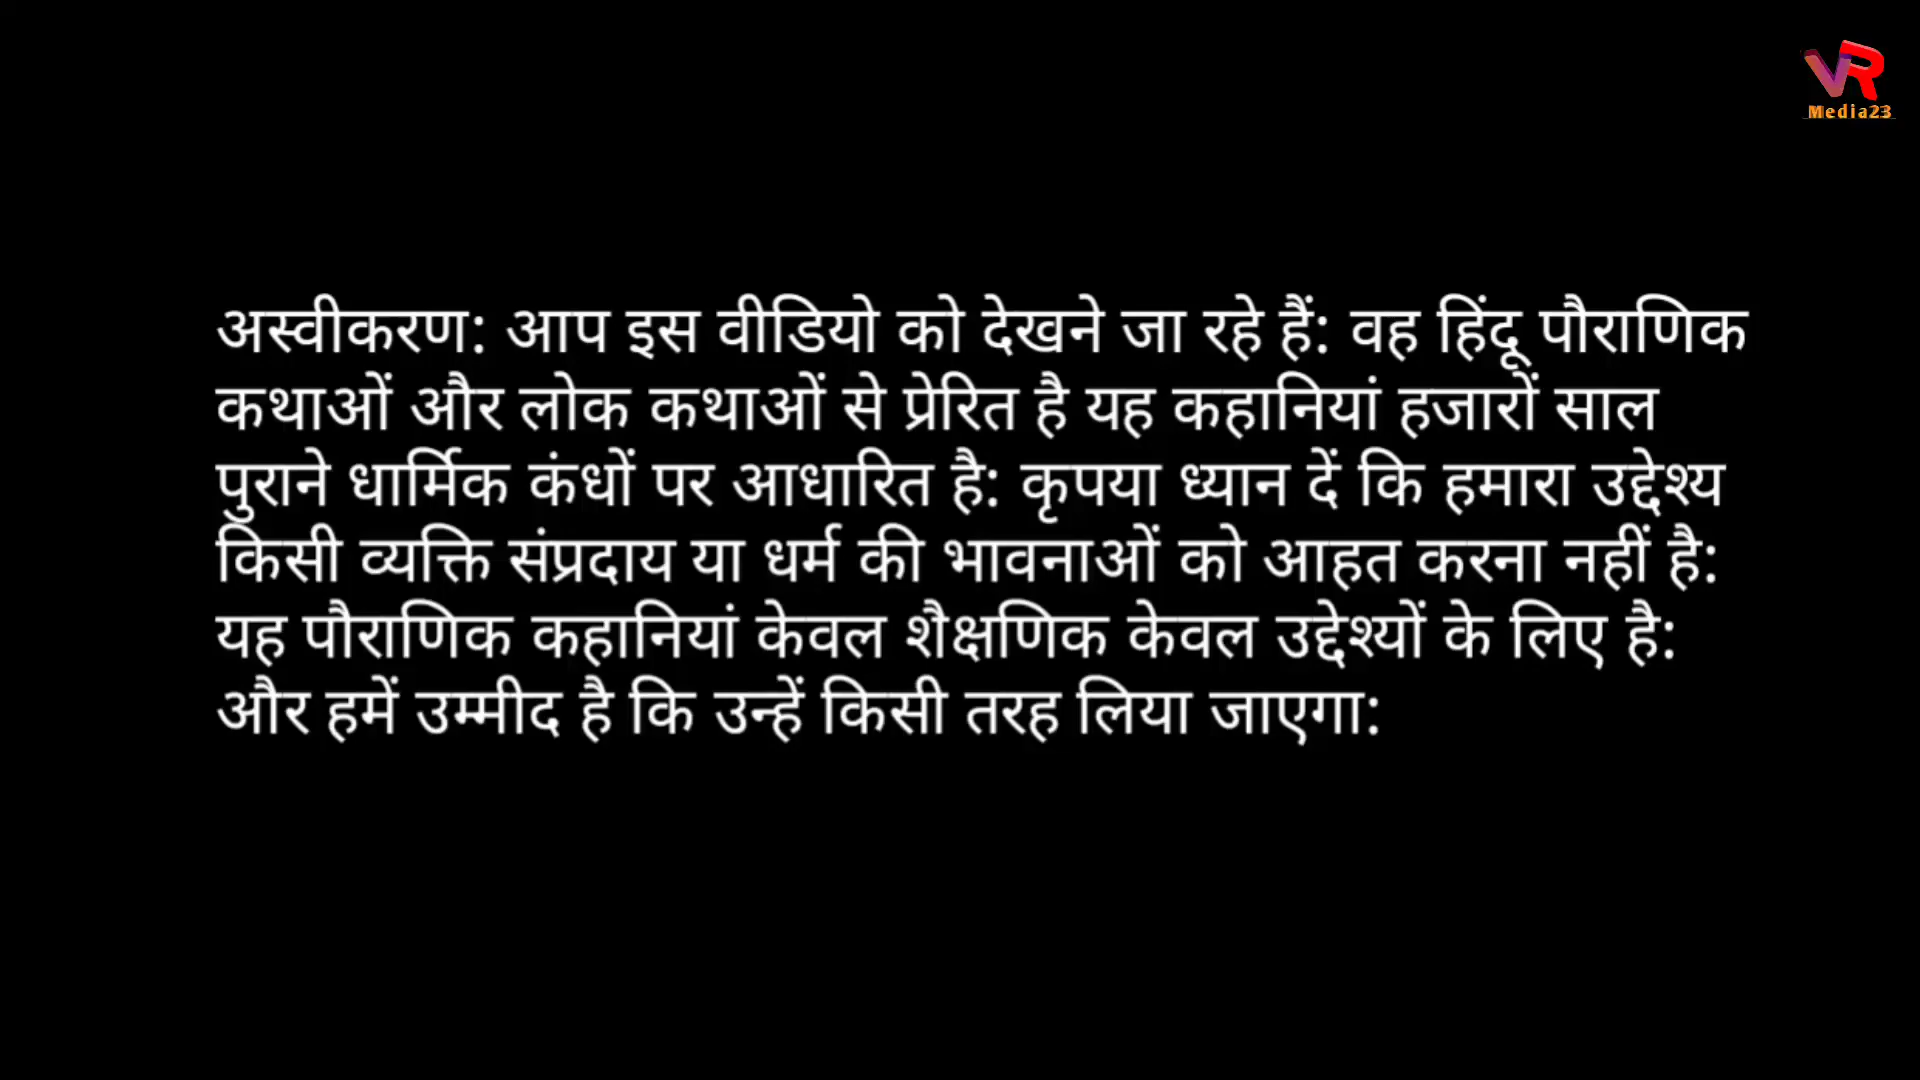 VR
Media23
अस्वीकरण: आप इस वीडियो को देखने जा रहे हैं: वह हिंदू पौराणिक
कथाओं और लोक कथाओं से प्रेरित है यह कहानियां हजारों साल
पुराने धार्मिक कंधों पर आधारित है: कृपया ध्यान दें कि हमारा उद्देश्य
किसी व्यक्ति संप्रदाय या धर्म की भावनाओं को आहत करना नहीं है:
यह पौराणिक कहानियां केवल शैक्षणिक केवल उद्देश्यों के लिए है:
और हमें उम्मीद है कि उन्हें किसी तरह लिया जाएगा: